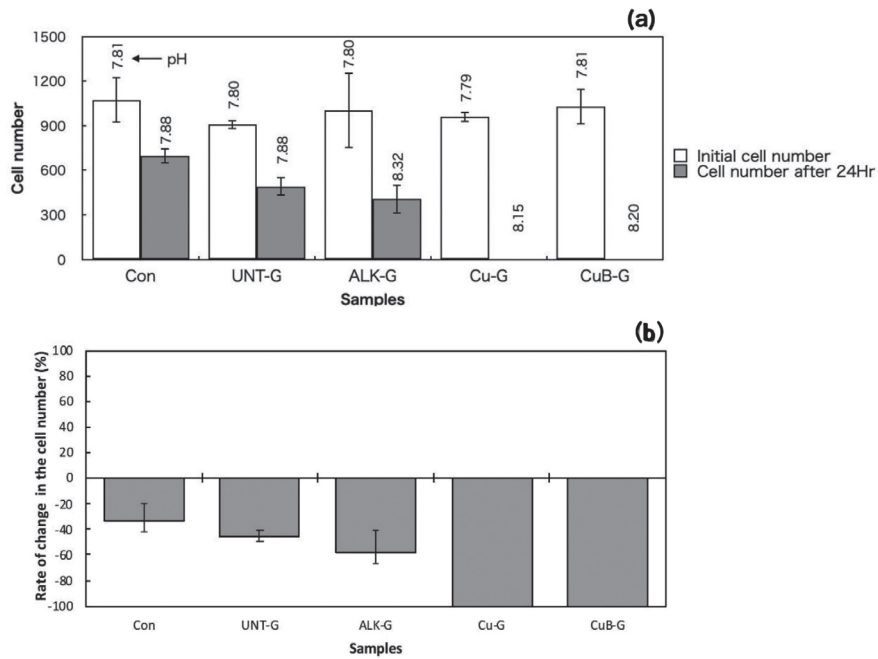 (a)
1500
1200
900
600
300
0
Cell number
7.81
pH
7.88
7.80
7.88
7.80
8.32
7.79
8.15
7.81
8.20
Initial cell number
Cell number after 24Hr
Con
UNT-G
ALK-G
Cu-G
CuB-G
Samples
(b)
100
80
60
40
20
0
-20
-40
-60
-80
-100
Rate of change in the cell number (%)
Con
UNT-G
ALK-G
Cu-G
CuB-G
Samples